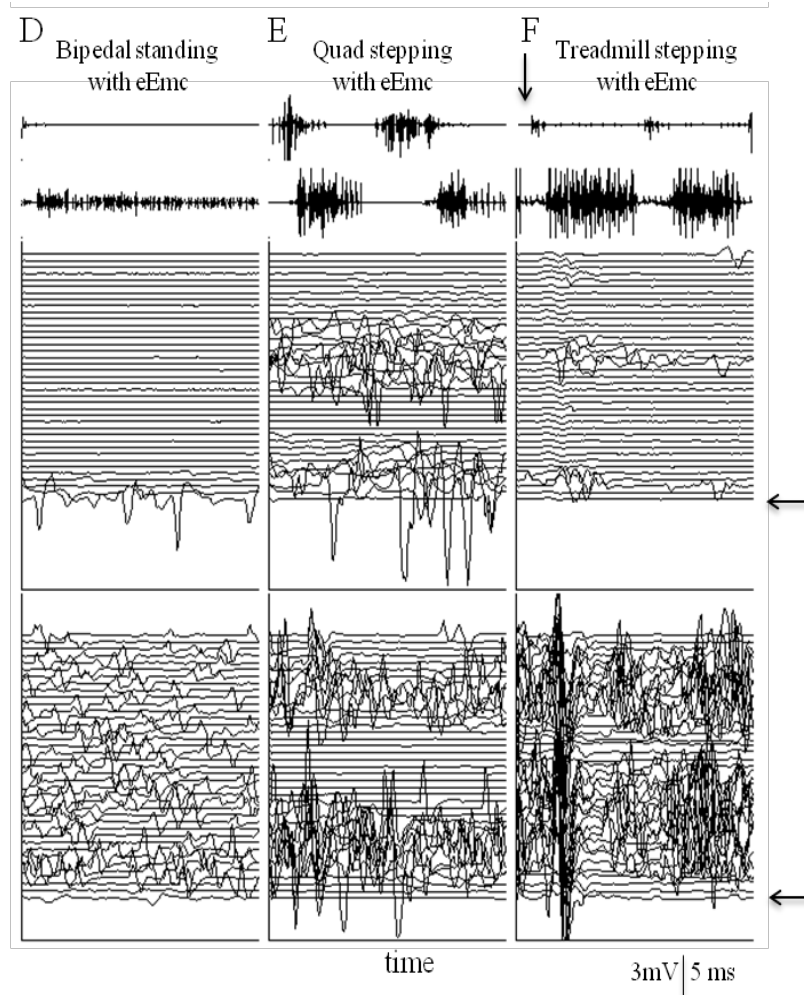 D
Bipedal standing
with eEmc
E
Quad stepping
with eEmc
F
Treadmill stepping
with eEmc
time
3mV 5 ms